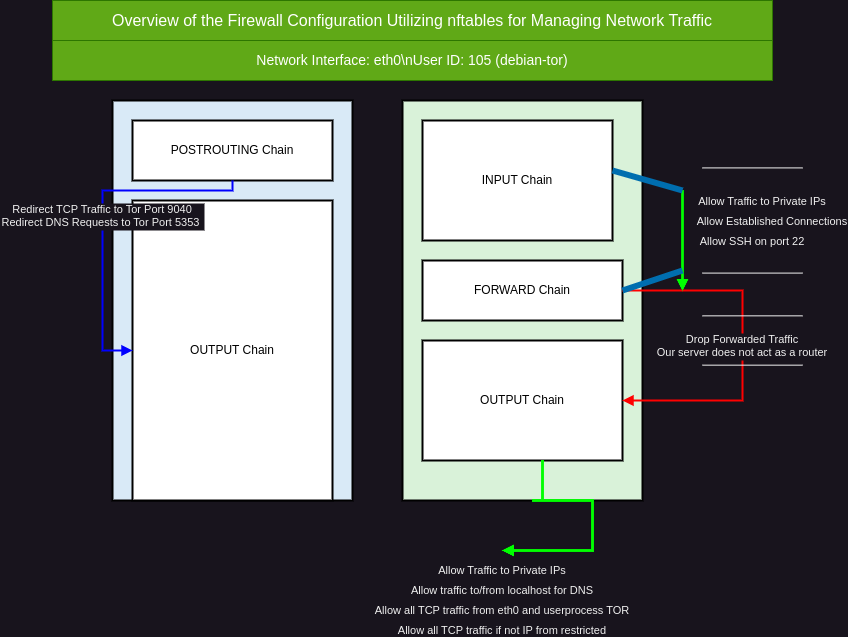 Overview of the Firewall Configuration Utilizing nftables for Managing Network Traffic
Network Interface: eth0\nUser ID: 105 (debian-tor)
POSTROUTING Chain
Redirect TCP Traffic to Tor Port 9040
Redirect DNS Requests to Tor Port 5353
OUTPUT Chain
INPUT Chain
Allow Traffic to Private IPs
Allow Established Connections
Allow SSH on port 22
FORWARD Chain
Drop Forwarded Traffic
Our server does not act as a router
OUTPUT Chain
Allow Traffic to Private IPs
Allow traffic to/from localhost for DNS
Allow all TCP traffic from eth0 and userprocess TOR
Allow all TCP traffic if not IP from restricted